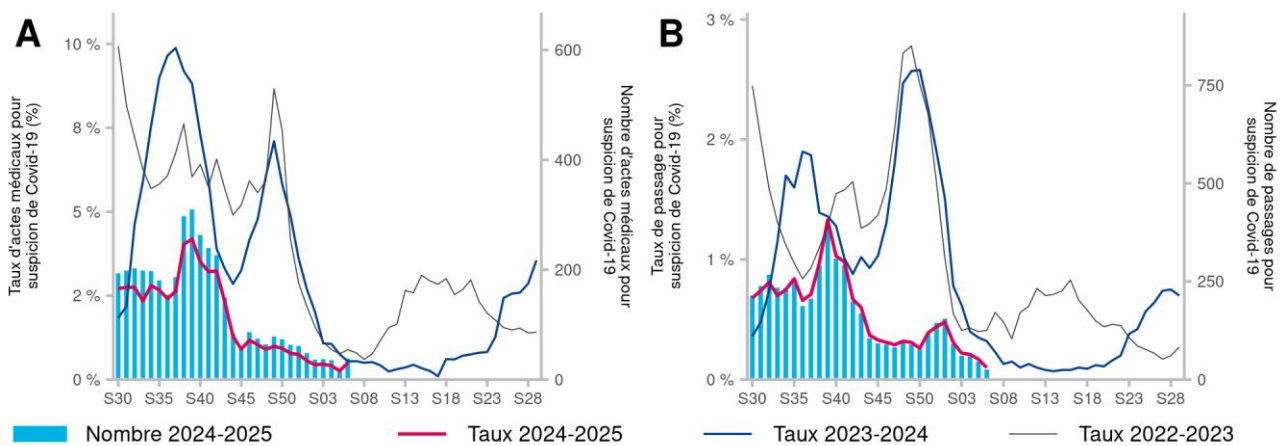 A
Taux d'actes médicaux pour
suspicion de Covid-19 (%)
10 %
8 %
5 %
2 %
0 %
600
400
200
0
Nombre d'actes médicaux pour
suspicion de Covid-19
S30 S35 S40 S45 S50 S03 S08 S13 S18 S23 S28
B
Taux de passage pour
suspicion de Covid-19 (%)
3 %
2 %
1 %
0 %
750
500
250
0
Nombre de passages pour
suspicion de Covid-19
S30 S35 S40 S45 S50 S03 S08 S13 S18 S23 S28
Nombre 2024-2025 Taux 2024-2025 Taux 2023-2024 Taux 2022-2023